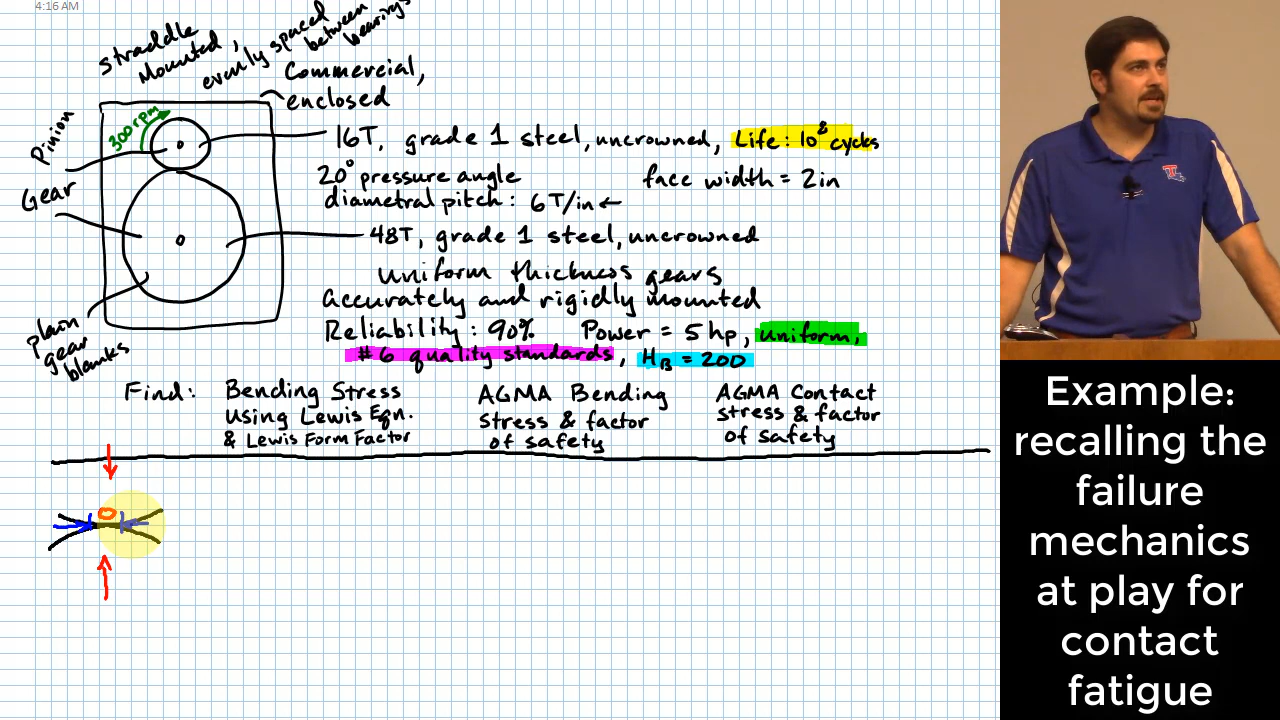 4:16 AM
straddle
Mounted,
evenly spaced
between
bearings
Commercial,
enclosed
300 rpm
Pinion
Gear
plain
gear
blanks
16T, grade 1 steel, uncrowned, Life: 10⁸ cycles
20° pressure angle
face width = 2in
diametral pitch: 6T/in ←
48T, grade 1 steel, uncrowned
uniform thickness gears
accurately and rigidly mounted
Reliability: 90% Power = 5 hp, uniform,
#6 quality standards, H_B = 200
Find:
Bending Stress
using Lewis Eqn.
& Lewis Form Factor
AGMA Bending
stress & factor
of safety
AGMA Contact
stress & factor
of safety
Example:
recalling the
failure
mechanics
at play for
contact
fatigue